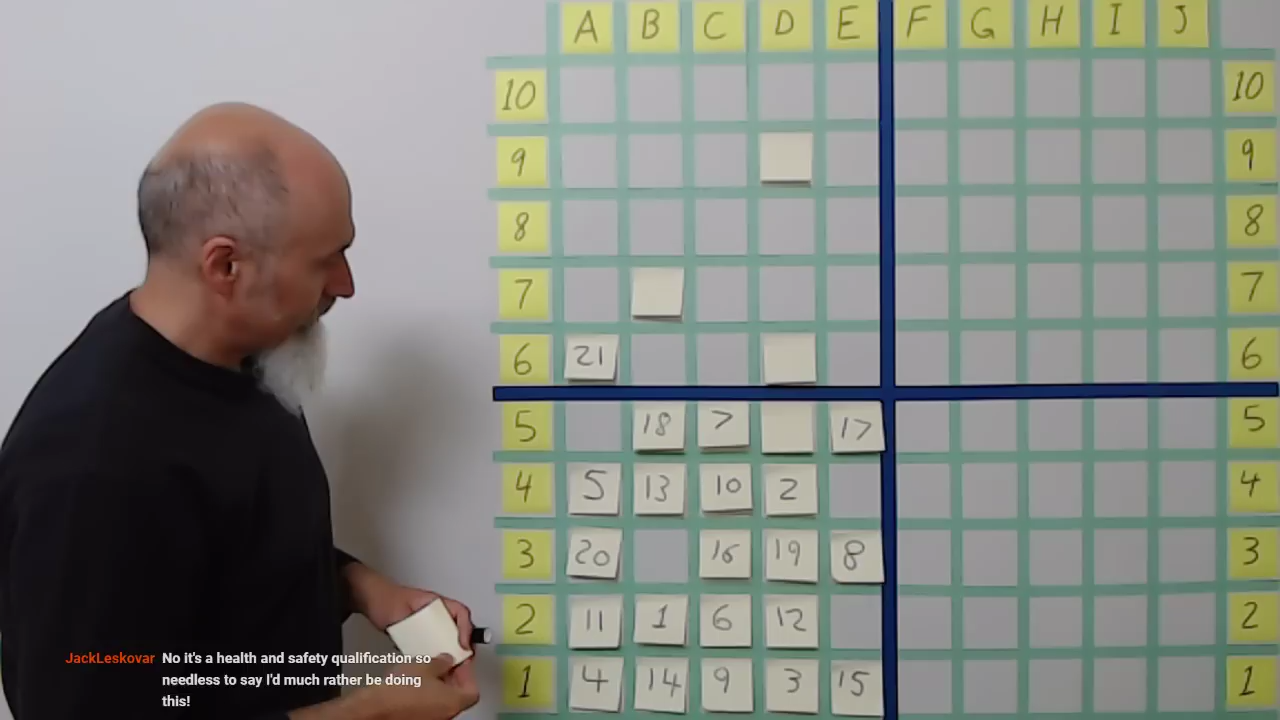 A B C D E F G H I J
10 10
9 9
8 8
7 7
6 21 6
5 18 7 17 5
4 5 13 10 2 4
3 20 16 19 8 3
2 11 1 6 12 2
1 4 14 9 3 15 1
JackLeskovar No it's a health and safety qualification so
needless to say I'd much rather be doing
this!